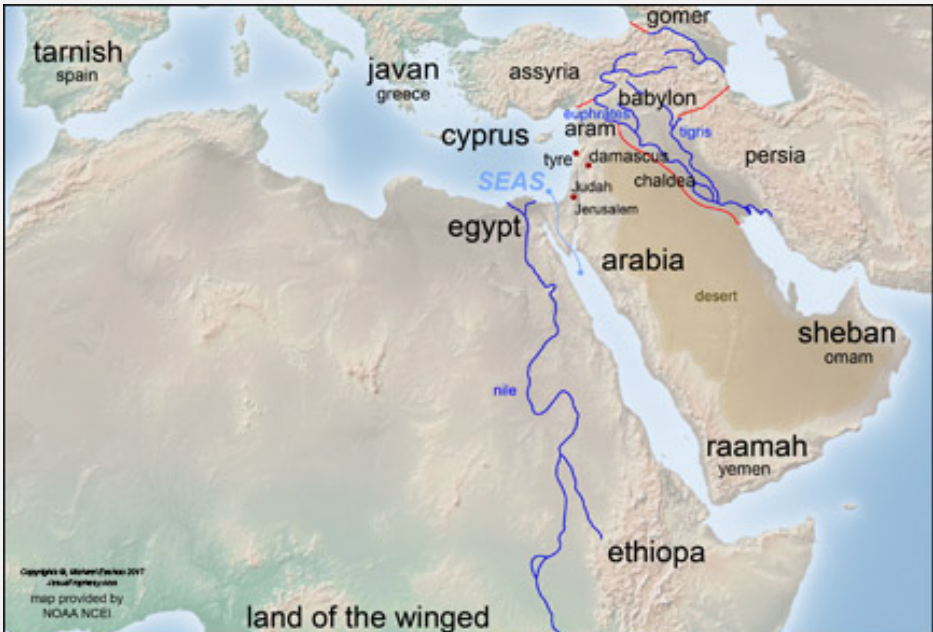 gomer
tarnish
spain
javan
greece
assyria
babylon
euphrates
tigris
cyprus
aram
tyre
damascus
persia
SEAS
Judah
chaldea
Jerusalem
egypt
arabia
desert
sheban
omam
nile
raamah
yemen
ethiopa
2017
map provided by
NOAA NCEI
land of the winged